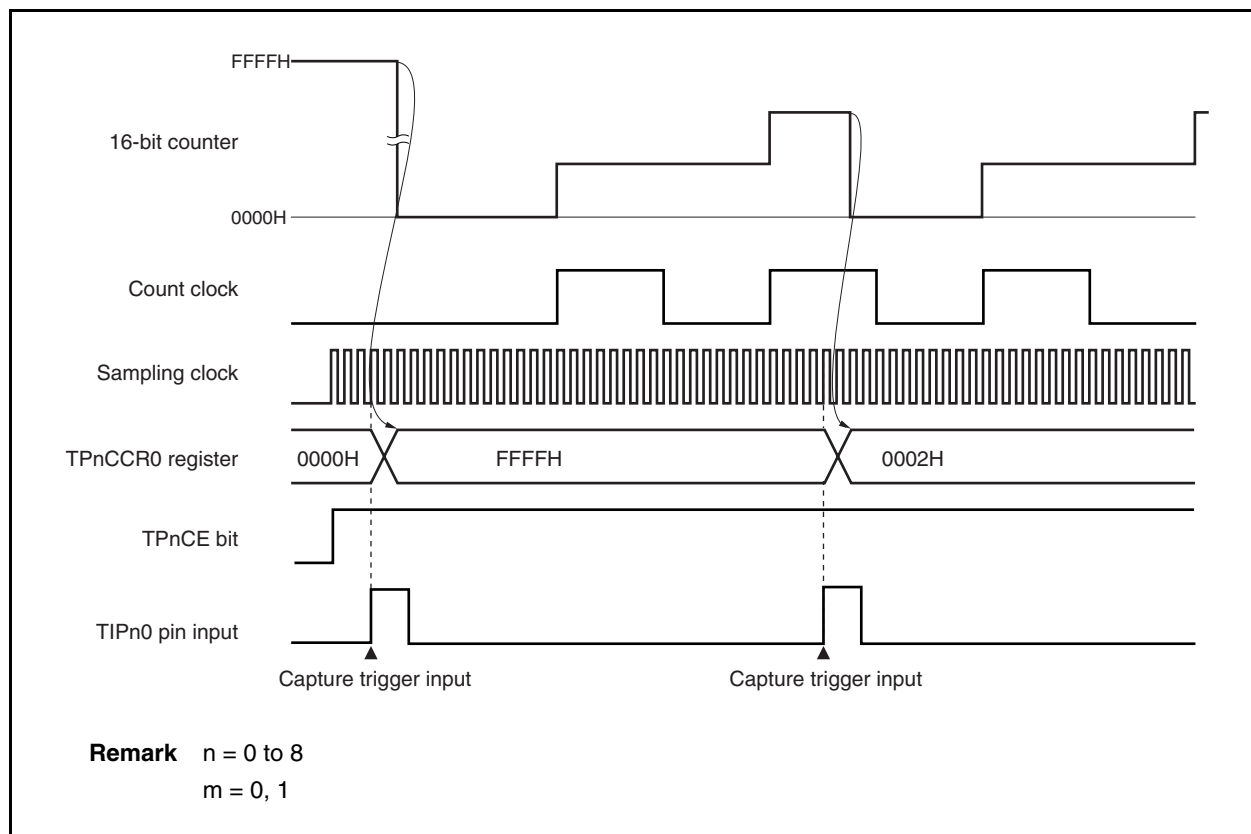 FFFFH
16-bit counter
0000H
Count clock
Sampling clock
TPnCCR0 register 0000H FFFFH 0002H
TPnCE bit
TIPn0 pin input
Capture trigger input Capture trigger input
Remark n = 0 to 8
m = 0, 1